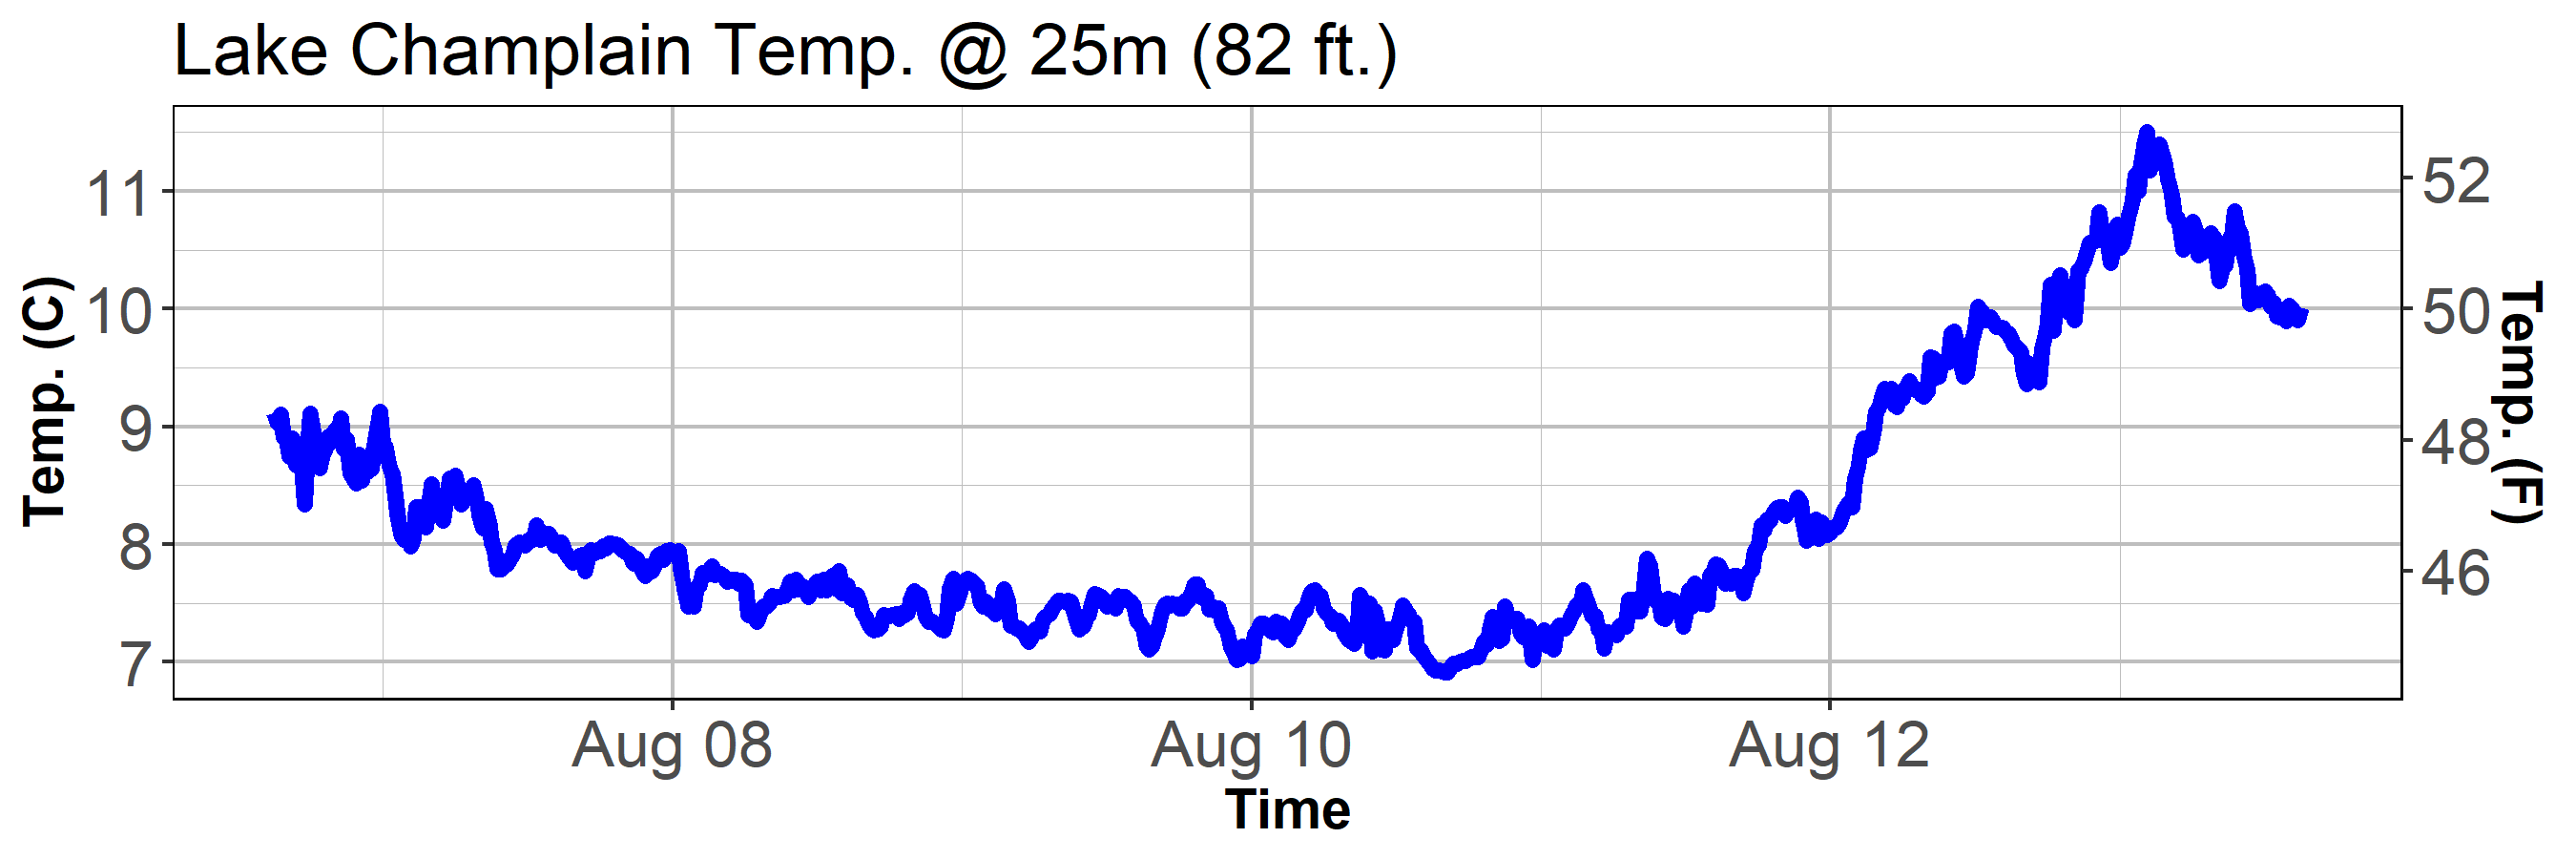 Lake Champlain Temp. @ 25m (82 ft.)
Temp. (C)
11
10
9
8
7
52
50
48
46
Temp. (F)
Aug 08 Aug 10 Aug 12
Time